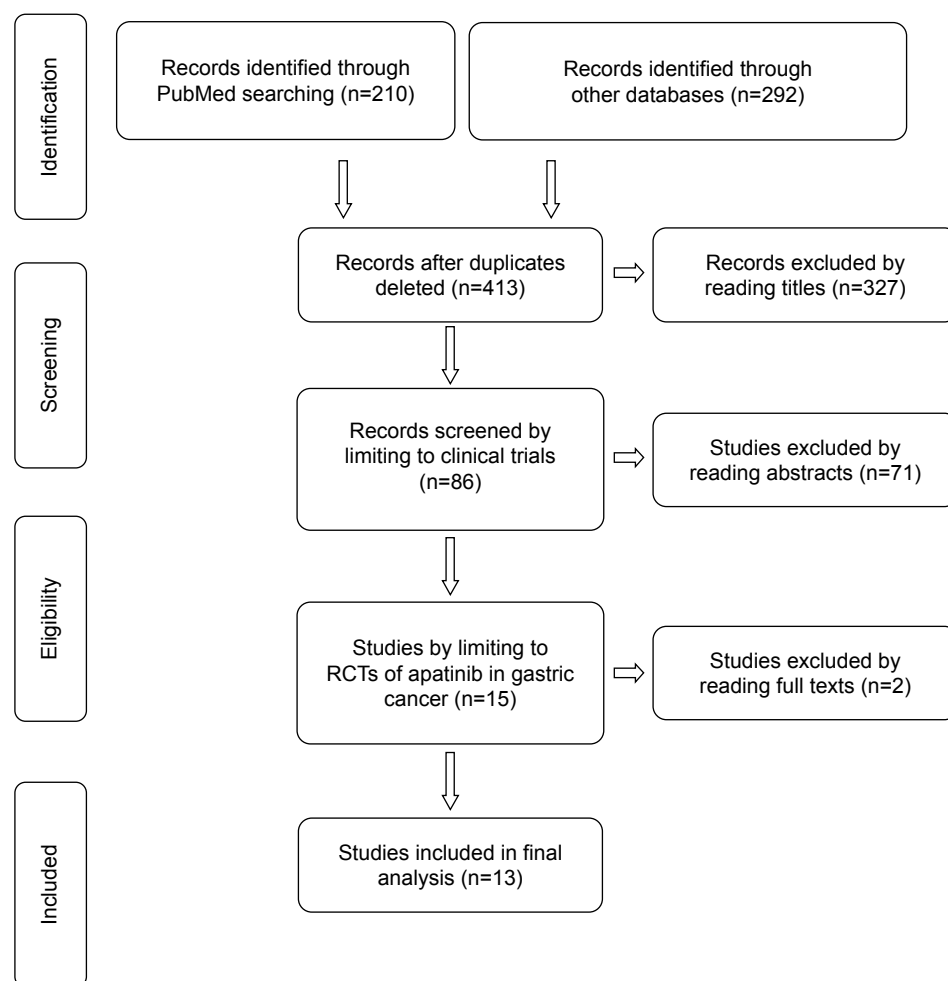 Identification
Records identified through
PubMed searching (n=210)
Records identified through
other databases (n=292)
Records after duplicates
deleted (n=413)
Records excluded by
reading titles (n=327)
Screening
Records screened by
limiting to clinical trials
(n=86)
Studies excluded by
reading abstracts (n=71)
Eligibility
Studies by limiting to
RCTs of apatinib in gastric
cancer (n=15)
Studies excluded by
reading full texts (n=2)
Included
Studies included in final
analysis (n=13)